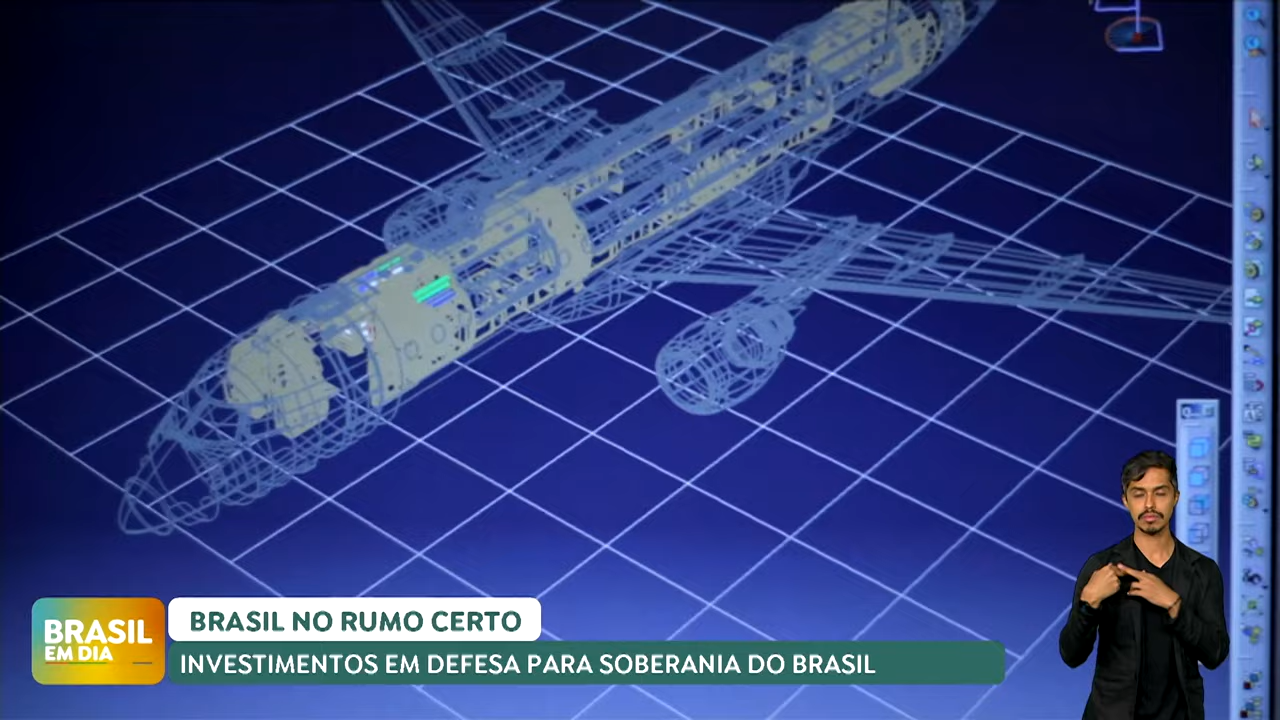 BRASIL NO RUMO CERTO
BRASIL
EM DIA
INVESTIMENTOS EM DEFESA PARA SOBERANIA DO BRASIL